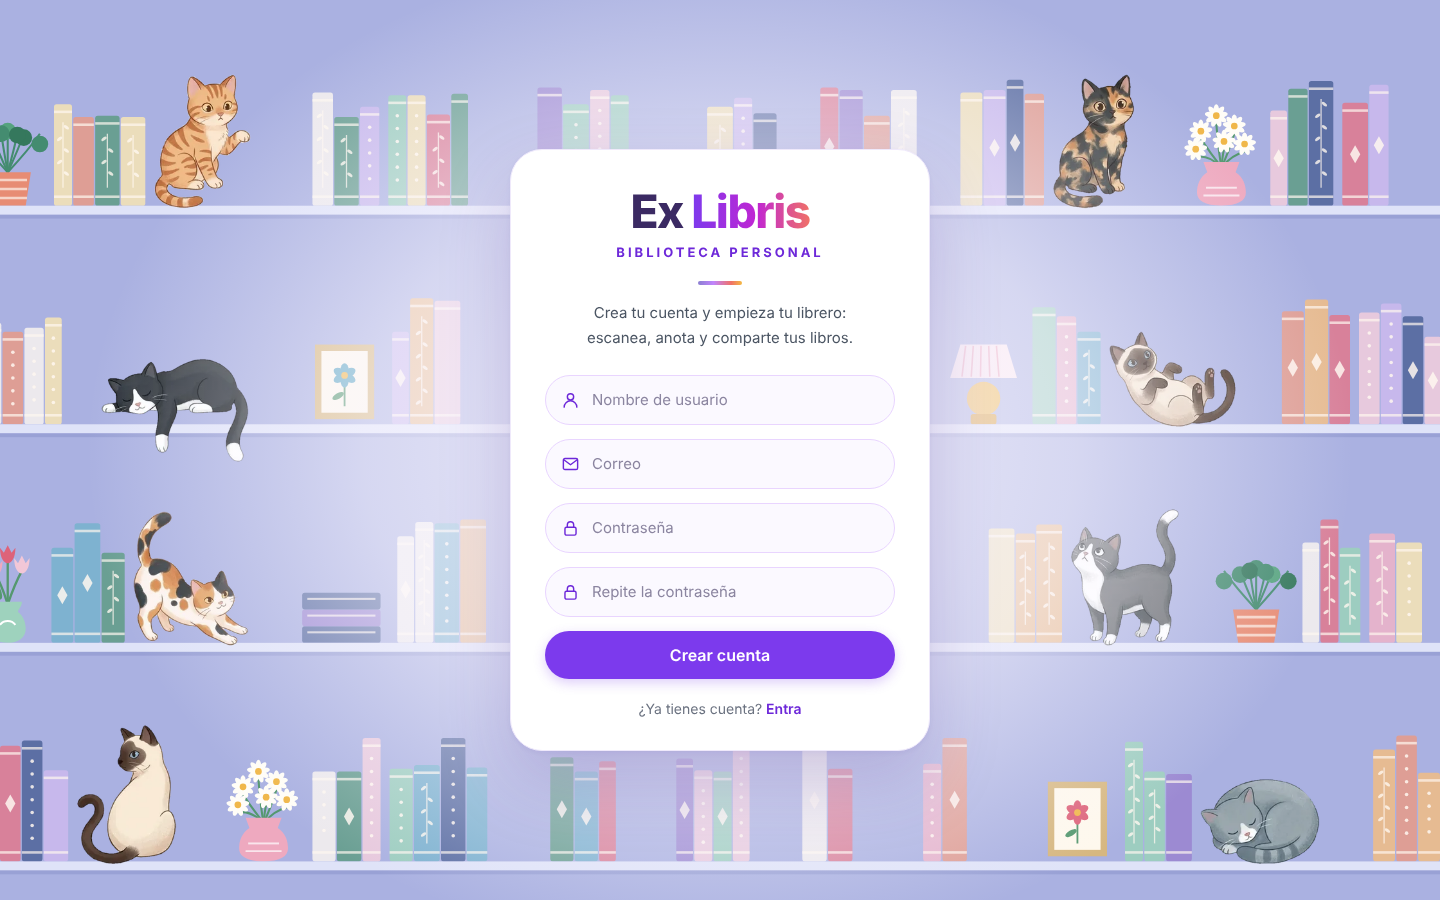 Ex Libris
BIBLIOTECA PERSONAL
Crea tu cuenta y empieza tu librero:
escanea, anota y comparte tus libros.
Nombre de usuario
Correo
Contraseña
Repite la contraseña
Crear cuenta
¿Ya tienes cuenta? Entra